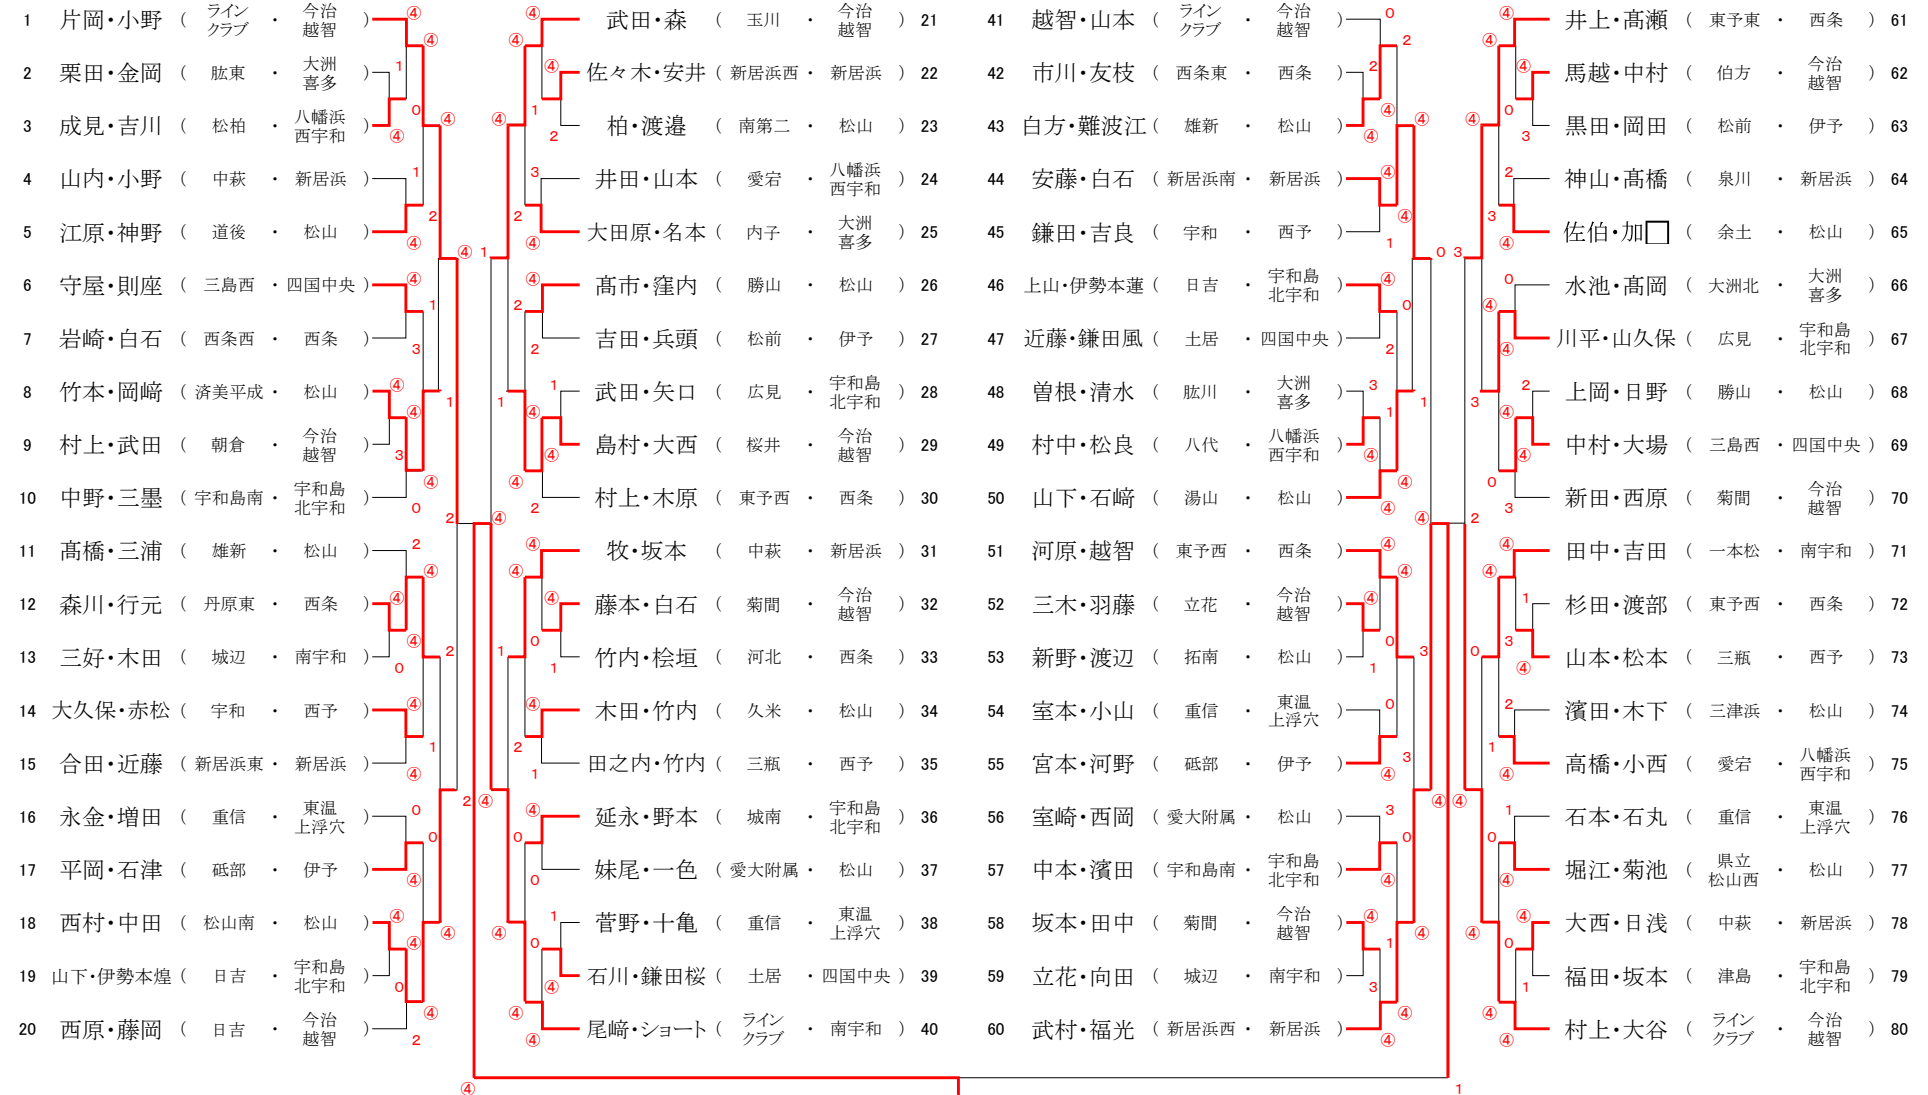 1 片岡・小野 ( ラインクラブ ・ 今治越智 )
2 栗田・金岡 ( 肱東 ・ 大洲喜多 )
3 成見・吉川 ( 松柏 ・ 八幡浜西宇和 )
4 山内・小野 ( 中萩 ・ 新居浜 )
5 江原・神野 ( 道後 ・ 松山 )
6 守屋・則座 ( 三島西 ・ 四国中央 )
7 岩崎・白石 ( 西条西 ・ 西条 )
8 竹本・岡﨑 ( 済美平成 ・ 松山 )
9 村上・武田 ( 朝倉 ・ 今治越智 )
10 中野・三墨 ( 宇和島南 ・ 宇和島北宇和 )
11 髙橋・三浦 ( 雄新 ・ 松山 )
12 森川・行元 ( 丹原東 ・ 西条 )
13 三好・木田 ( 城辺 ・ 南宇和 )
14 大久保・赤松 ( 宇和 ・ 西予 )
15 合田・近藤 ( 新居浜東 ・ 新居浜 )
16 永金・増田 ( 重信 ・ 東温上浮穴 )
17 平岡・石津 ( 砥部 ・ 伊予 )
18 西村・中田 ( 松山南 ・ 松山 )
19 山下・伊勢本煌 ( 日吉 ・ 宇和島北宇和 )
20 西原・藤岡 ( 日吉 ・ 今治越智 )
武田・森 ( 玉川 ・ 今治越智 ) 21
佐々木・安井 ( 新居浜西 ・ 新居浜 ) 22
柏・渡邉 ( 南第二 ・ 松山 ) 23
井田・山本 ( 愛宕 ・ 八幡浜西宇和 ) 24
大田原・名本 ( 内子 ・ 大洲喜多 ) 25
髙市・窪内 ( 勝山 ・ 松山 ) 26
吉田・兵頭 ( 松前 ・ 伊予 ) 27
武田・矢口 ( 広見 ・ 宇和島北宇和 ) 28
島村・大西 ( 桜井 ・ 今治越智 ) 29
村上・木原 ( 東予西 ・ 西条 ) 30
牧・坂本 ( 中萩 ・ 新居浜 ) 31
藤本・白石 ( 菊間 ・ 今治越智 ) 32
竹内・桧垣 ( 河北 ・ 西条 ) 33
木田・竹内 ( 久米 ・ 松山 ) 34
田之内・竹内 ( 三瓶 ・ 西予 ) 35
延永・野本 ( 城南 ・ 宇和島北宇和 ) 36
妹尾・一色 ( 愛大附属 ・ 松山 ) 37
菅野・十亀 ( 重信 ・ 東温上浮穴 ) 38
石川・鎌田桜 ( 土居 ・ 四国中央 ) 39
尾﨑・ショート ( ラインクラブ ・ 南宇和 ) 40
41 越智・山本 ( ラインクラブ ・ 今治越智 )
42 市川・友枝 ( 西条東 ・ 西条 )
43 白方・難波江 ( 雄新 ・ 松山 )
44 安藤・白石 ( 新居浜南 ・ 新居浜 )
45 鎌田・吉良 ( 宇和 ・ 西予 )
46 上山・伊勢本蓮 ( 日吉 ・ 宇和島北宇和 )
47 近藤・鎌田風 ( 土居 ・ 四国中央 )
48 曽根・清水 ( 肱川 ・ 大洲喜多 )
49 村中・松良 ( 八代 ・ 八幡浜西宇和 )
50 山下・石﨑 ( 湯山 ・ 松山 )
51 河原・越智 ( 東予西 ・ 西条 )
52 三木・羽藤 ( 立花 ・ 今治越智 )
53 新野・渡辺 ( 拓南 ・ 松山 )
54 室本・小山 ( 重信 ・ 東温上浮穴 )
55 宮本・河野 ( 砥部 ・ 伊予 )
56 室崎・西岡 ( 愛大附属 ・ 松山 )
57 中本・濱田 ( 宇和島南 ・ 宇和島北宇和 )
58 坂本・田中 ( 菊間 ・ 今治越智 )
59 立花・向田 ( 城辺 ・ 南宇和 )
60 武村・福光 ( 新居浜西 ・ 新居浜 )
井上・髙瀬 ( 東予東 ・ 西条 ) 61
馬越・中村 ( 伯方 ・ 今治越智 ) 62
黒田・岡田 ( 松前 ・ 伊予 ) 63
神山・髙橋 ( 泉川 ・ 新居浜 ) 64
佐伯・加□ ( 余土 ・ 松山 ) 65
水池・髙岡 ( 大洲北 ・ 大洲喜多 ) 66
川平・山久保 ( 広見 ・ 宇和島北宇和 ) 67
上岡・日野 ( 勝山 ・ 松山 ) 68
中村・大場 ( 三島西 ・ 四国中央 ) 69
新田・西原 ( 菊間 ・ 今治越智 ) 70
田中・吉田 ( 一本松 ・ 南宇和 ) 71
杉田・渡部 ( 東予西 ・ 西条 ) 72
山本・松本 ( 三瓶 ・ 西予 ) 73
濱田・木下 ( 三津浜 ・ 松山 ) 74
高橋・小西 ( 愛宕 ・ 八幡浜西宇和 ) 75
石本・石丸 ( 重信 ・ 東温上浮穴 ) 76
堀江・菊池 ( 県立松山西 ・ 松山 ) 77
大西・日浅 ( 中萩 ・ 新居浜 ) 78
福田・坂本 ( 津島 ・ 宇和島北宇和 ) 79
村上・大谷 ( ラインクラブ ・ 今治越智 ) 80
④
1